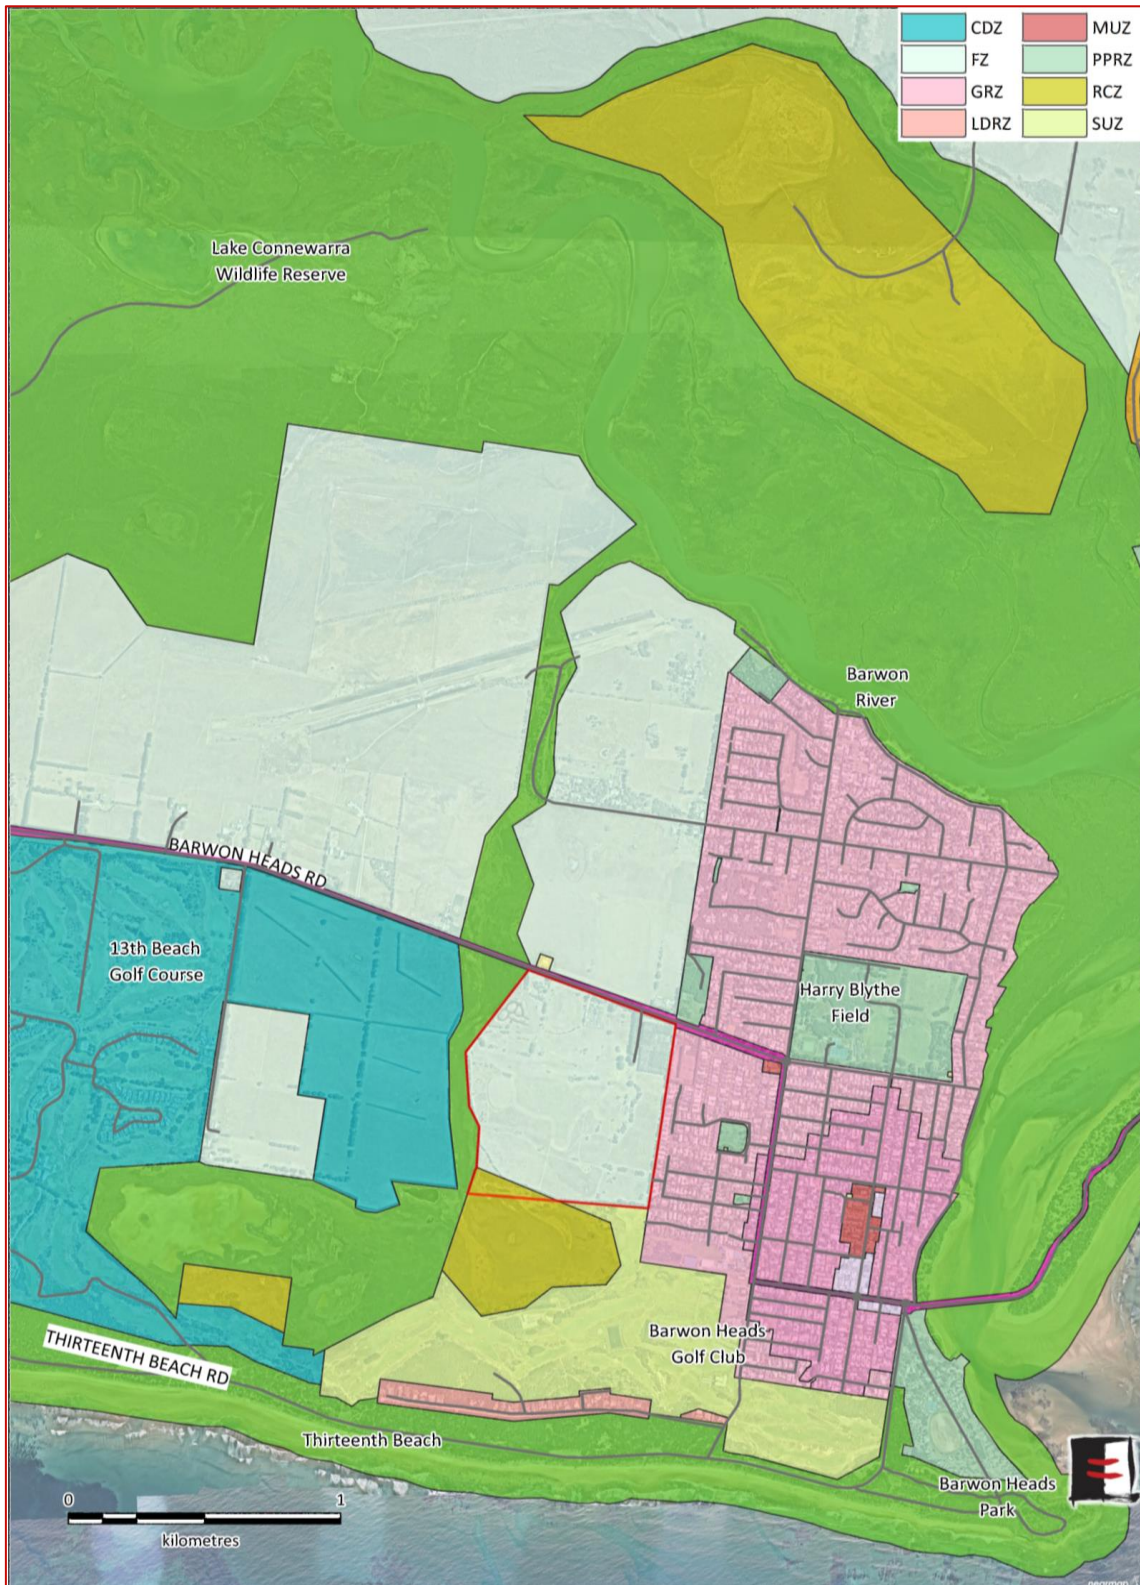 CDZ
MUZ
FZ
PPRZ
GRZ
RCZ
LDRZ
SUZ
Lake Connewarra
Wildlife Reserve
Barwon
River
BARWON HEADS RD
13th Beach
Golf Course
Harry Blythe
Field
Barwon Heads
Golf Club
THIRTEENTH BEACH RD
Thirteenth Beach
Barwon Heads
Park
0 1
kilometres
nearmap